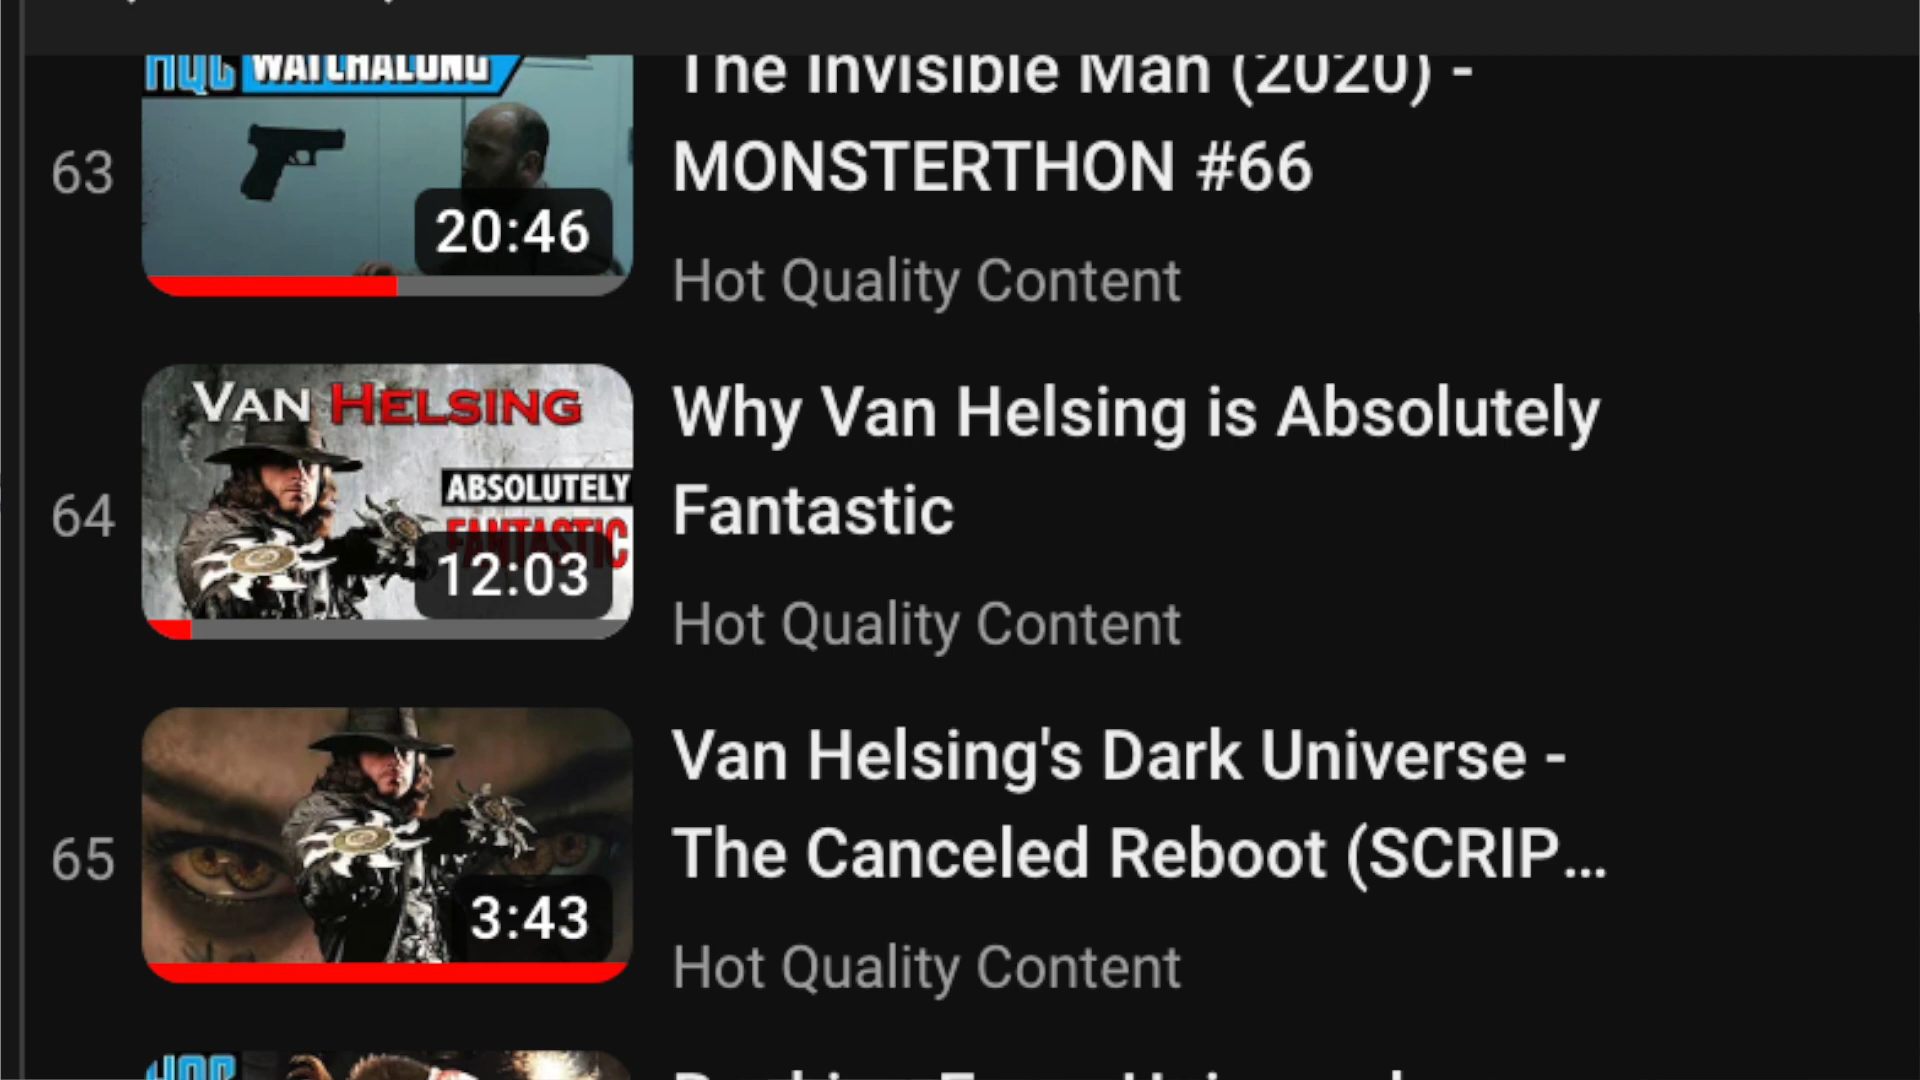 HQC WATCHALONG
63
20:46
The Invisible Man (2020) -
MONSTERTHON #66
Hot Quality Content
64
VAN HELSING
ABSOLUTELY
FANTASTIC
12:03
Why Van Helsing is Absolutely
Fantastic
Hot Quality Content
65
3:43
Van Helsing's Dark Universe -
The Canceled Reboot (SCRIP...
Hot Quality Content
HQC